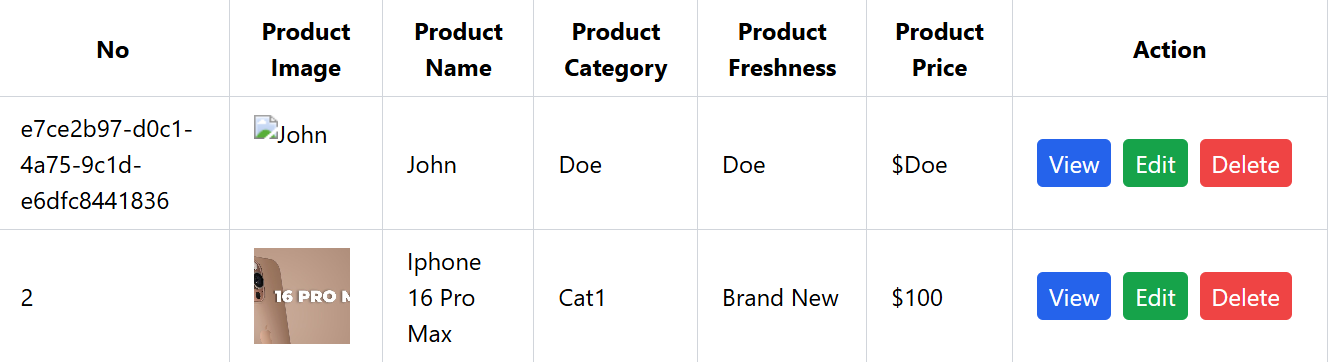 No
Product Image
Product Name
Product Category
Product Freshness
Product Price
Action
e7ce2b97-d0c1-
4a75-9c1d-
e6dfc8441836
John
John
Doe
Doe
$Doe
View
Edit
Delete
2
16 PRO M
Iphone
16 Pro
Max
Cat1
Brand New
$100
View
Edit
Delete